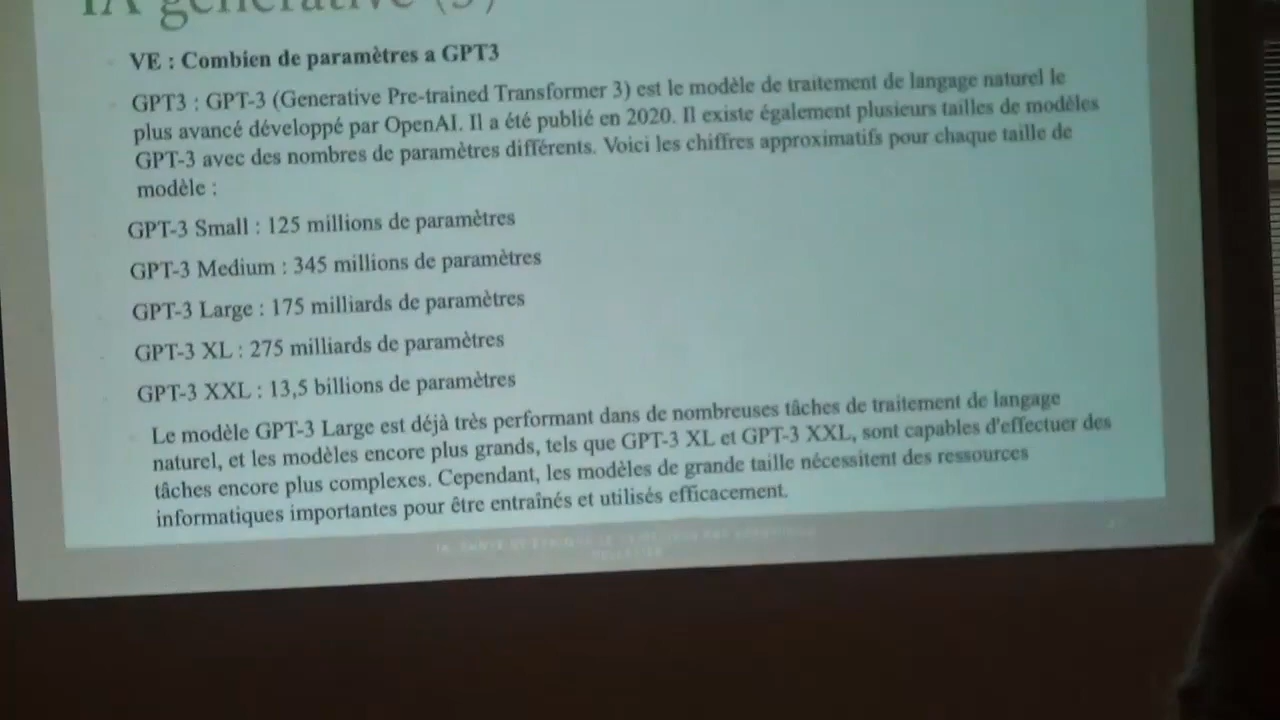 IA générative (3)
VE : Combien de paramètres a GPT3
GPT3 : GPT-3 (Generative Pre-trained Transformer 3) est le modèle de traitement de langage naturel le
plus avancé développé par OpenAI. Il a été publié en 2020. Il existe également plusieurs tailles de modèles
GPT-3 avec des nombres de paramètres différents. Voici les chiffres approximatifs pour chaque taille de
modèle :
GPT-3 Small : 125 millions de paramètres
GPT-3 Medium : 345 millions de paramètres
GPT-3 Large : 175 milliards de paramètres
GPT-3 XL : 275 milliards de paramètres
GPT-3 XXL : 13,5 billions de paramètres
Le modèle GPT-3 Large est déjà très performant dans de nombreuses tâches de traitement de langage
naturel, et les modèles encore plus grands, tels que GPT-3 XL et GPT-3 XXL, sont capables d'effectuer des
tâches encore plus complexes. Cependant, les modèles de grande taille nécessitent des ressources
informatiques importantes pour être entraînés et utilisés efficacement.